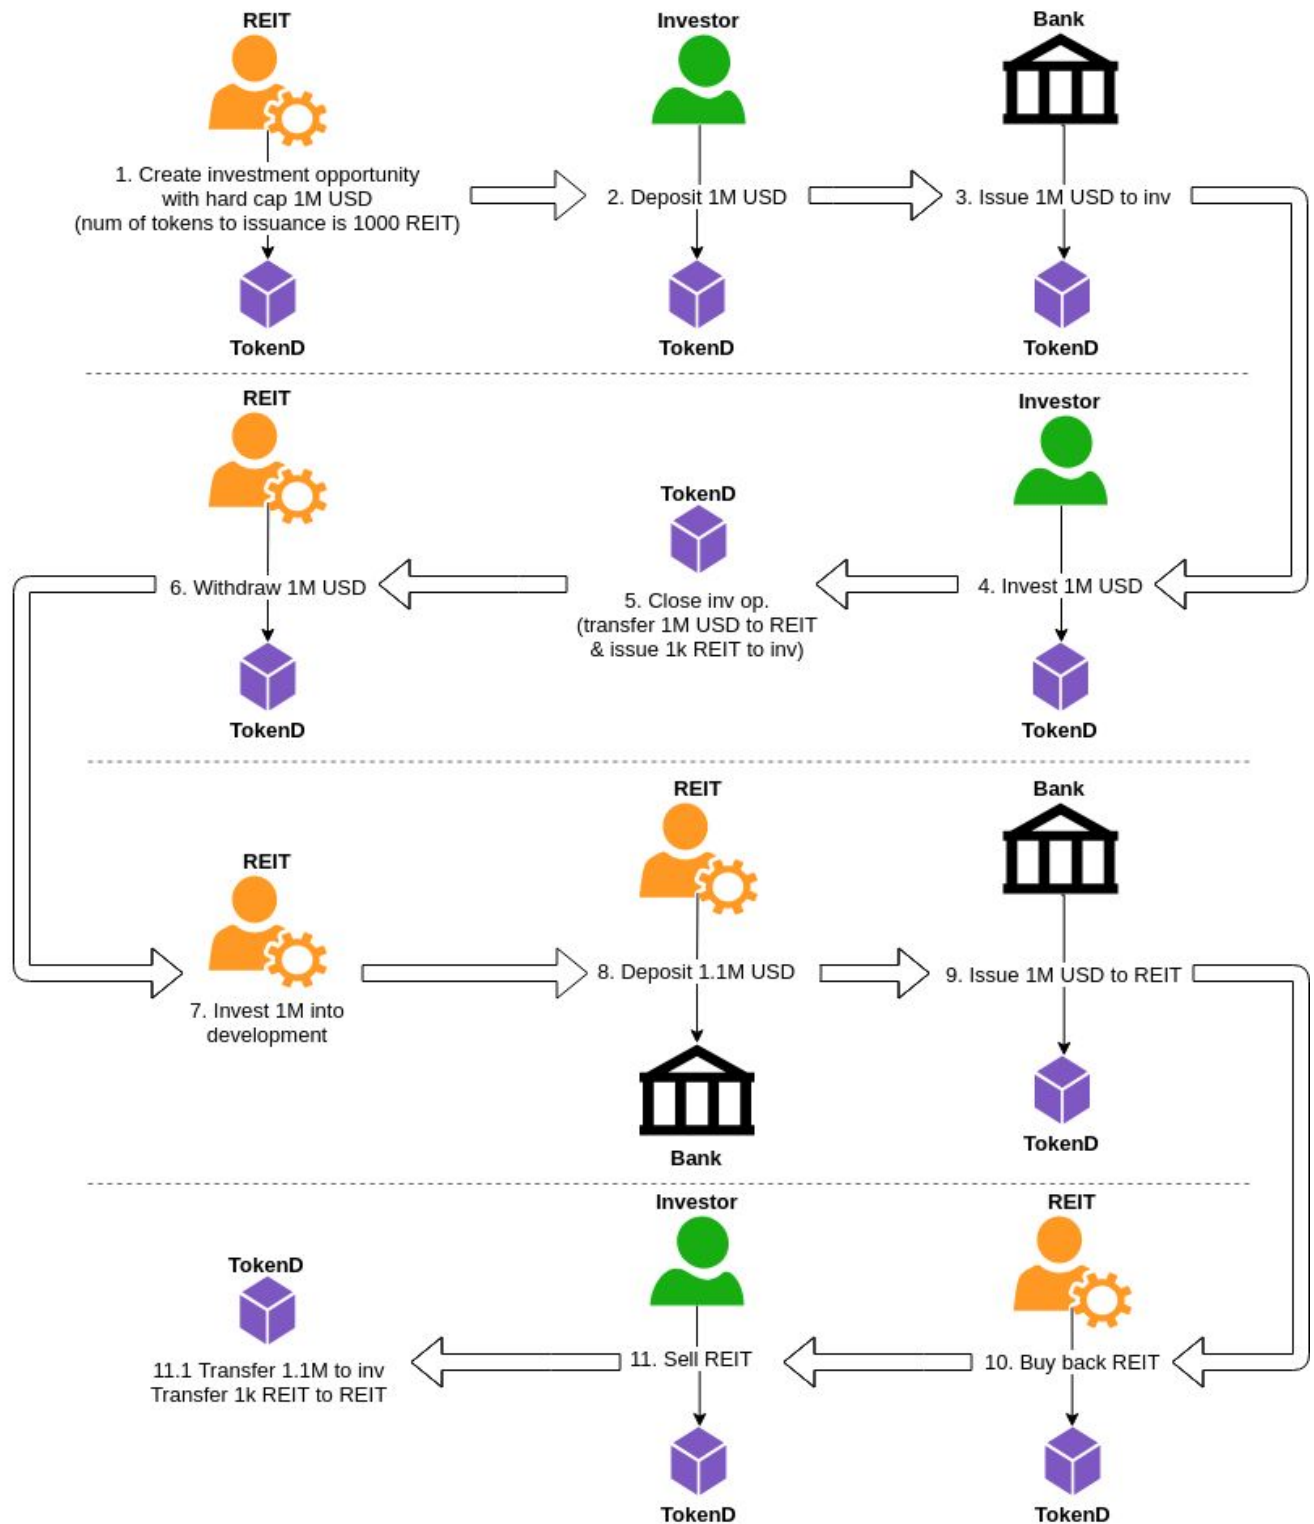 REIT
Investor
Bank
1. Create investment opportunity
with hard cap 1M USD
(num of tokens to issuance is 1000 REIT)
2. Deposit 1M USD
3. Issue 1M USD to inv
TokenD
TokenD
TokenD
REIT
Investor
TokenD
6. Withdraw 1M USD
5. Close inv op.
(transfer 1M USD to REIT
& issue 1k REIT to inv)
4. Invest 1M USD
TokenD
TokenD
REIT
Bank
REIT
7. Invest 1M into
development
8. Deposit 1.1M USD
9. Issue 1M USD to REIT
Bank
TokenD
Investor
REIT
TokenD
11.1 Transfer 1.1M to inv
Transfer 1k REIT to REIT
11. Sell REIT
10. Buy back REIT
TokenD
TokenD